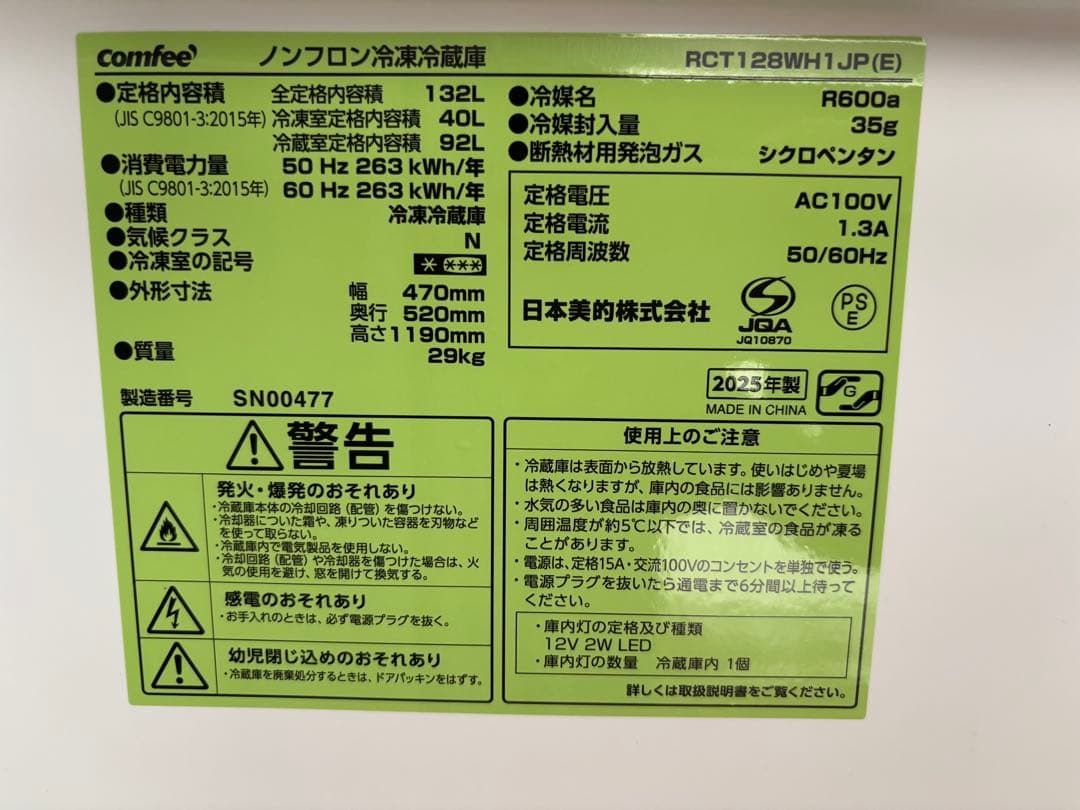 comfee'
ノンフロン冷凍冷蔵庫
RCT128WH1JP(E)
●定格内容積 全定格内容積 132L
(JIS C9801-3:2015年) 冷凍室定格内容積 40L
冷蔵室定格内容積 92L
●消費電力量 50 Hz 263 kWh/年
(JIS C9801-3:2015年) 60 Hz 263 kWh/年
●種類 冷凍冷蔵庫
●気候クラス N
●冷凍室の記号
●外形寸法 幅 470mm
奥行 520mm
高さ1190mm
●質量 29kg
製造番号 SN00477
●冷媒名 R600a
●冷媒封入量 35g
●断熱材用発泡ガス シクロペンタン
定格電圧 AC100V
定格電流 1.3A
定格周波数 50/60Hz
日本美的株式会社
JQA
JQ10870
PS
E
2025年製
MADE IN CHINA
G
警告
発火・爆発のおそれあり
・冷蔵庫本体の冷却回路(配管)を傷つけない。
・冷却器についた霜や、凍りついた容器を刃物など
を使って取らない。
・冷蔵庫内で電気製品を使用しない。
・冷却回路(配管)や冷却器を傷つけた場合は、火
気の使用を避け、窓を開けて換気する。
感電のおそれあり
・お手入れのときは、必ず電源プラグを抜く。
幼児閉じ込めのおそれあり
・冷蔵庫を廃棄処分するときは、ドアパッキンをはずす。
使用上のご注意
・冷蔵庫は表面から放熱しています。使いはじめや夏場
は熱くなりますが、庫内の食品には影響ありません。
・水気の多い食品は庫内の奥に置かないでください。
・周囲温度が約5℃以下では、冷蔵室の食品が凍る
ことがあります。
・電源は、定格15A・交流100Vのコンセントを単独で使う。
・電源プラグを抜いたら通電まで6分間以上待って
ください。
・庫内灯の定格及び種類
12V 2W LED
・庫内灯の数量 冷蔵庫内 1個
詳しくは取扱説明書をご覧ください。